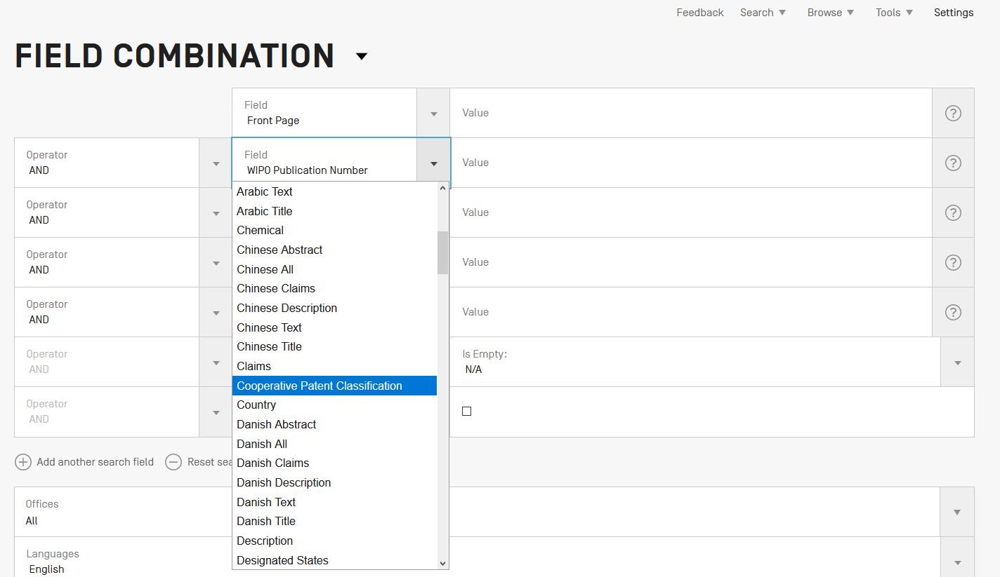 Feedback Search Browse Tools Settings
FIELD COMBINATION
Field
Front Page
Value
?
Operator
AND
Field
WIPO Publication Number
Value
?
Operator
AND
Value
?
Operator
AND
Value
?
Operator
AND
Value
?
Operator
AND
Is Empty:
N/A
Operator
AND
Arabic Text
Arabic Title
Chemical
Chinese Abstract
Chinese All
Chinese Claims
Chinese Description
Chinese Text
Chinese Title
Claims
Cooperative Patent Classification
Country
Danish Abstract
Danish All
Danish Claims
Danish Description
Danish Text
Danish Title
Description
Designated States
Add another search field Reset
Offices
All
Languages
English